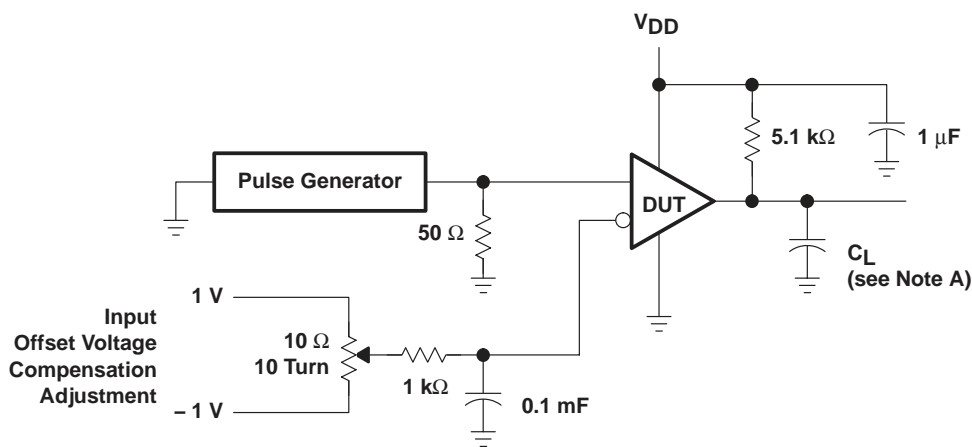 VDD
5.1 kΩ
1 μF
Pulse Generator
DUT
50 Ω
CL
(see Note A)
1 V
Input
Offset Voltage
Compensation
Adjustment
10 Ω
10 Turn
1 kΩ
0.1 mF
– 1 V